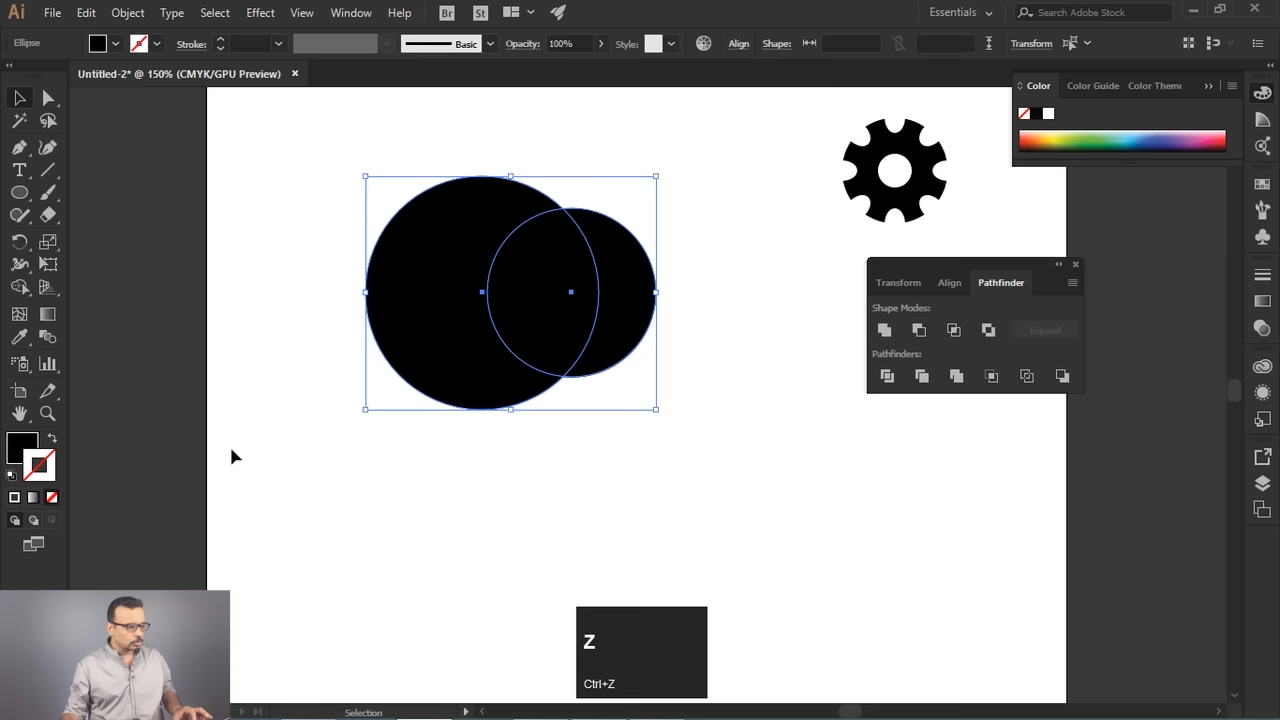 Ai File Edit Object Type Select Effect View Window Help Br St Essentials Search Adobe Stock
Ellipse Stroke: Basic Opacity: 100% Style: Align Shape: Transform
Untitled-2* @ 150% (CMYK/GPU Preview) ×
Color Color Guide Color Theme
Transform Align Pathfinder
Shape Modes:
Expand
Pathfinders:
Z
Ctrl+Z
Selection